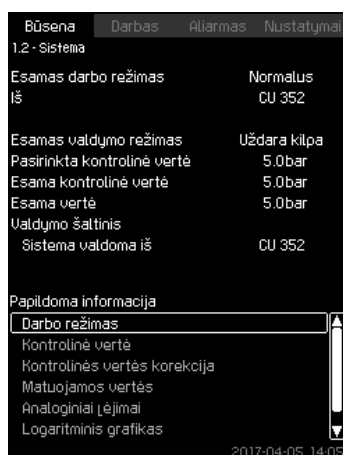 Būsena Darbas Aliarmas Nustatymai
1.2 - Sistema
Esamas darbo režimas Normalus
Iš CU 352
Esamas valdymo režimas Uždara kilpa
Pasirinkta kontrolinė vertė 5.0bar
Esama kontrolinė vertė 5.0bar
Esama vertė 5.0bar
Valdymo šaltinis
Sistema valdoma iš CU 352
Papildoma informacija
Darbo režimas
Kontrolinė vertė
Kontrolinės vertės korekcija
Matuojamos vertės
Analoginiai įėjimai
Logaritminis grafikas
2017-04-05 14:05